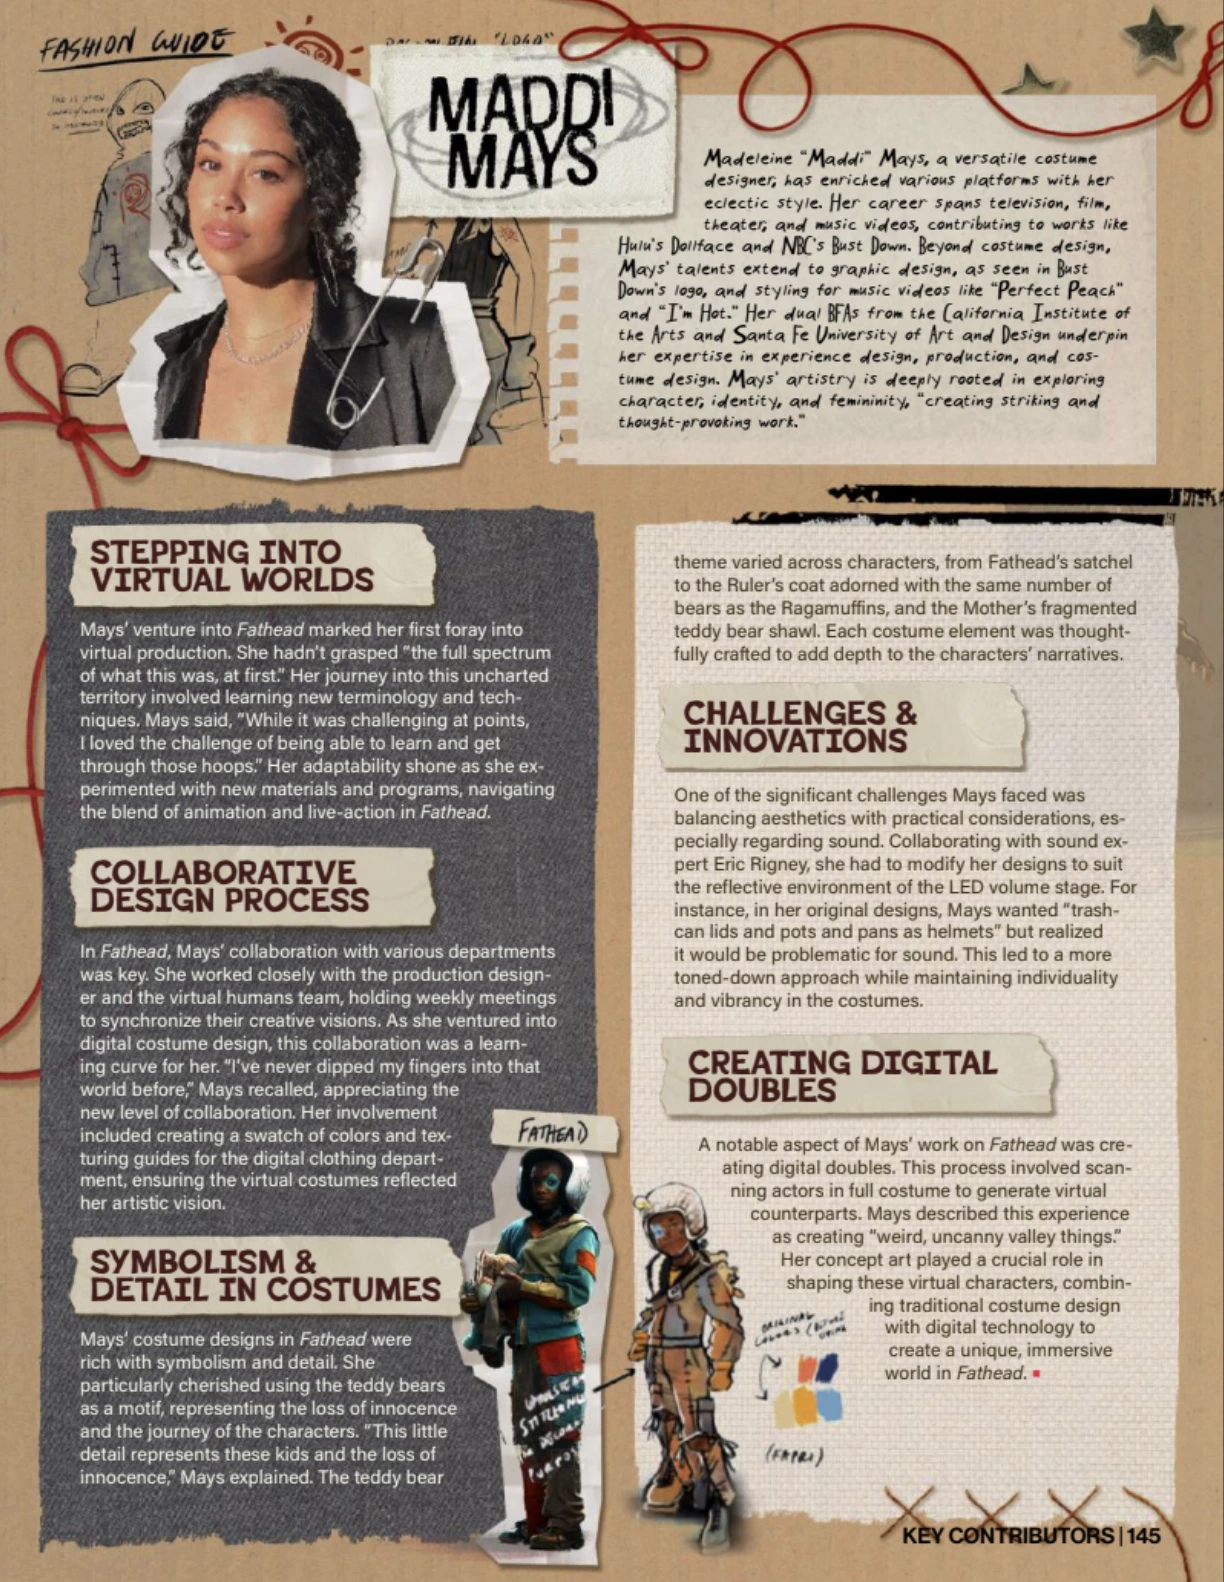 FASHION GUIDE
MADDI
MAYS
Madeleine "Maddi" Mays, a versatile costume
designer, has enriched various platforms with her
eclectic style. Her career spans television, film,
theater, and music videos, contributing to works like
Hulu's Dollface and NBC's Bust Down. Beyond costume design,
Mays' talents extend to graphic design, as seen in Bust
Down's logo, and styling for music videos like "Perfect Peach"
and "I'm Hot." Her dual BFAs from the California Institute of
the Arts and Santa Fe University of Art and Design underpin
her expertise in experience design, production, and cos-
tume design. Mays' artistry is deeply rooted in exploring
character, identity, and femininity, "creating striking and
thought-provoking work."
STEPPING INTO
VIRTUAL WORLDS
Mays' venture into Fathead marked her first foray into
virtual production. She hadn't grasped "the full spectrum
of what this was, at first." Her journey into this uncharted
territory involved learning new terminology and tech-
niques. Mays said, "While it was challenging at points,
I loved the challenge of being able to learn and get
through those hoops." Her adaptability shone as she ex-
perimented with new materials and programs, navigating
the blend of animation and live-action in Fathead.
COLLABORATIVE
DESIGN PROCESS
In Fathead, Mays' collaboration with various departments
was key. She worked closely with the production design-
er and the virtual humans team, holding weekly meetings
to synchronize their creative visions. As she ventured into
digital costume design, this collaboration was a learn-
ing curve for her. "I've never dipped my fingers into that
world before," Mays recalled, appreciating the
new level of collaboration. Her involvement
included creating a swatch of colors and tex-
turing guides for the digital clothing depart-
ment, ensuring the virtual costumes reflected
her artistic vision.
SYMBOLISM &
DETAIL IN COSTUMES
Mays' costume designs in Fathead were
rich with symbolism and detail. She
particularly cherished using the teddy bears
as a motif, representing the loss of innocence
and the journey of the characters. "This little
detail represents these kids and the loss of
innocence," Mays explained. The teddy bear
FATHEAD
theme varied across characters, from Fathead's satchel
to the Ruler's coat adorned with the same number of
bears as the Ragamuffins, and the Mother's fragmented
teddy bear shawl. Each costume element was thought-
fully crafted to add depth to the characters' narratives.
CHALLENGES &
INNOVATIONS
One of the significant challenges Mays faced was
balancing aesthetics with practical considerations, es-
pecially regarding sound. Collaborating with sound ex-
pert Eric Rigney, she had to modify her designs to suit
the reflective environment of the LED volume stage. For
instance, in her original designs, Mays wanted "trash-
can lids and pots and pans as helmets" but realized
it would be problematic for sound. This led to a more
toned-down approach while maintaining individuality
and vibrancy in the costumes.
CREATING DIGITAL
DOUBLES
A notable aspect of Mays' work on Fathead was cre-
ating digital doubles. This process involved scan-
ning actors in full costume to generate virtual
counterparts. Mays described this experience
as creating "weird, uncanny valley things."
Her concept art played a crucial role in
shaping these virtual characters, combin-
ing traditional costume design
with digital technology to
create a unique, immersive
world in Fathead.
ORIGINAL
KEY CONTRIBUTORS | 145